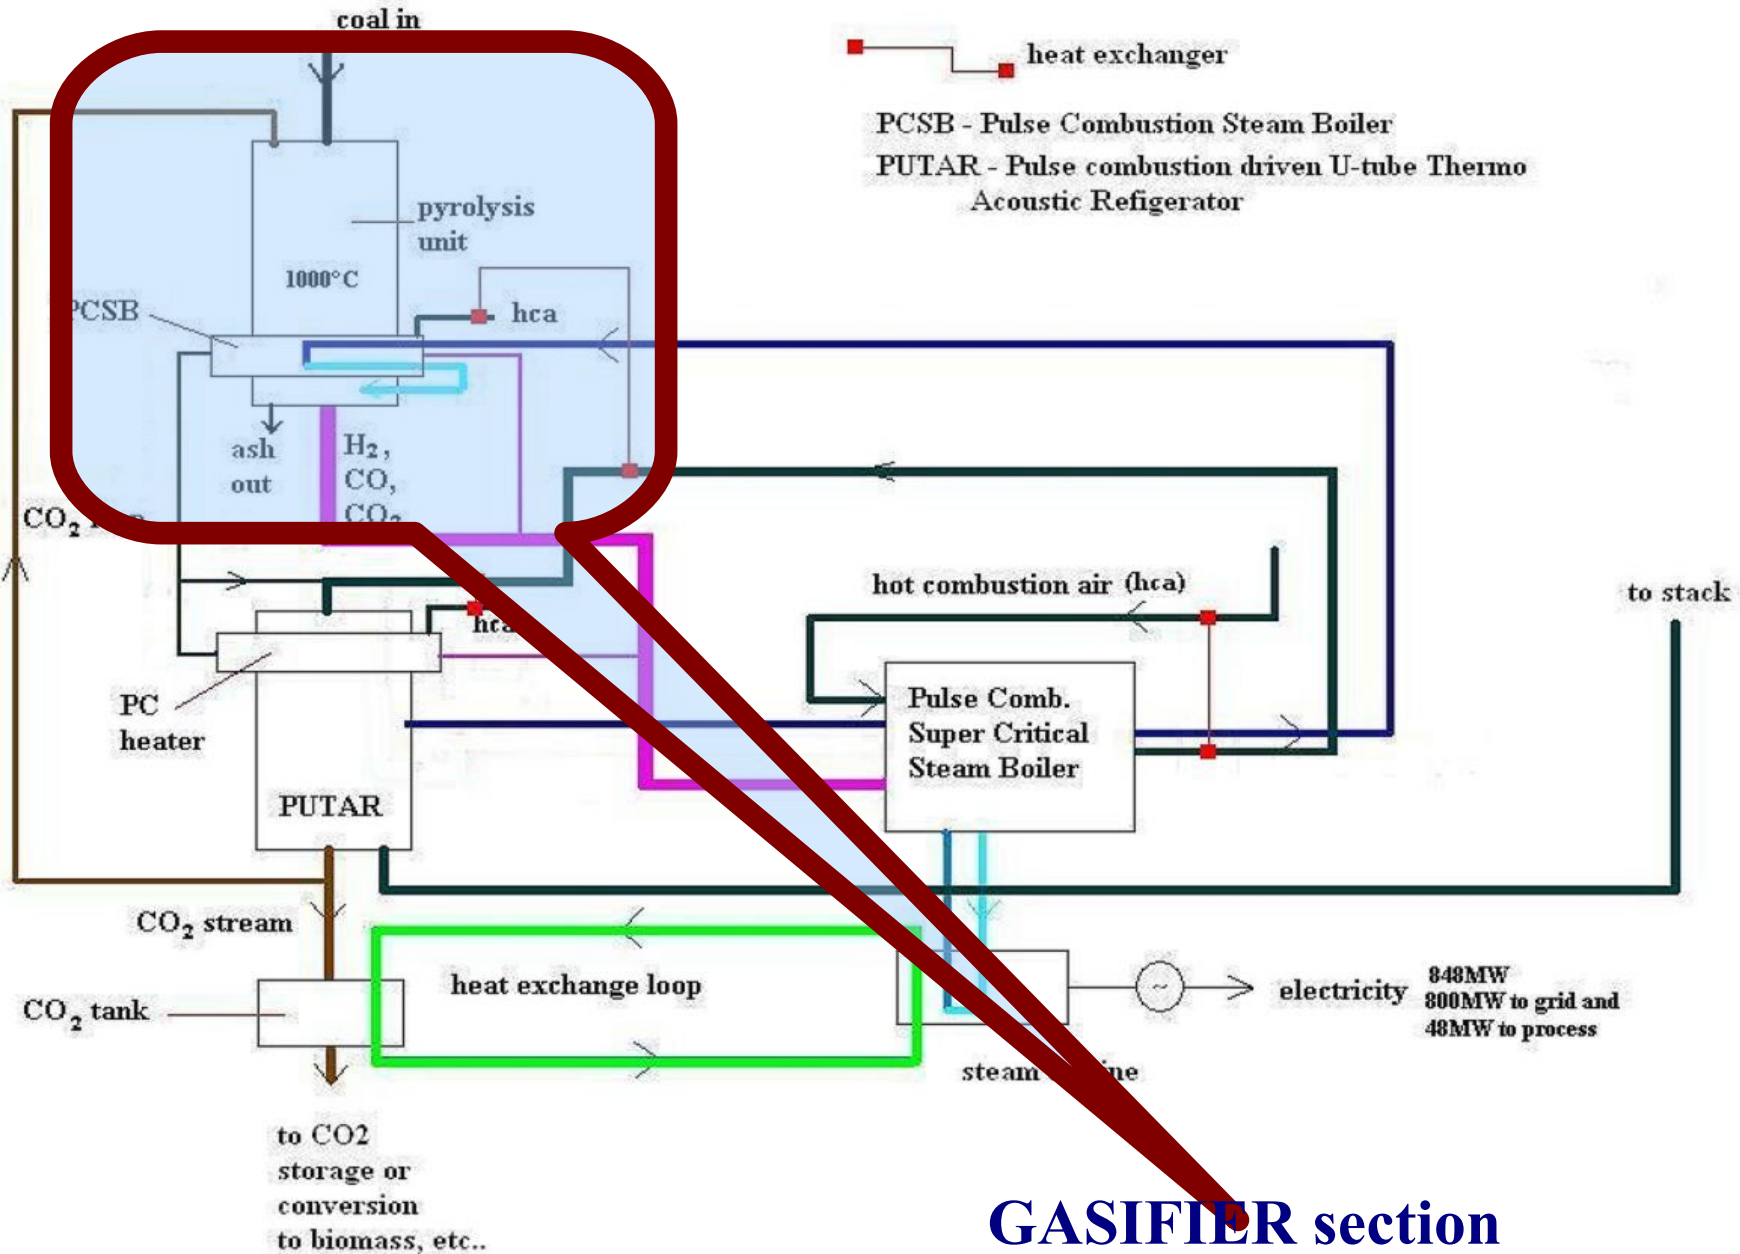 coal in
heat exchanger
PCSB - Pulse Combustion Steam Boiler
PUTAR - Pulse combustion driven U-tube Thermo
Acoustic Refigerator
pyrolysis
unit
1000°C
PCSB
hca
ash
out
H2,
CO,
CO2
CO2
hot combustion air (hca)
to stack
hca
PC
heater
Pulse Comb.
Super Critical
Steam Boiler
PUTAR
CO2 stream
heat exchange loop
CO2 tank
~
electricity
848MW
800MW to grid and
48MW to process
steam
to CO2
storage or
conversion
to biomass, etc..
GASIFIER section